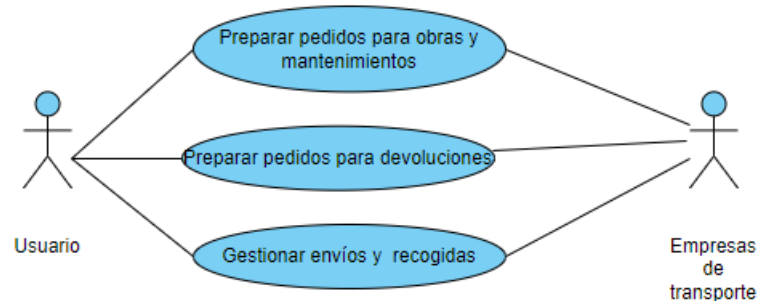 Preparar pedidos para obras y
mantenimientos
Preparar pedidos para devoluciones
Gestionar envíos y recogidas
Usuario
Empresas
de
transporte